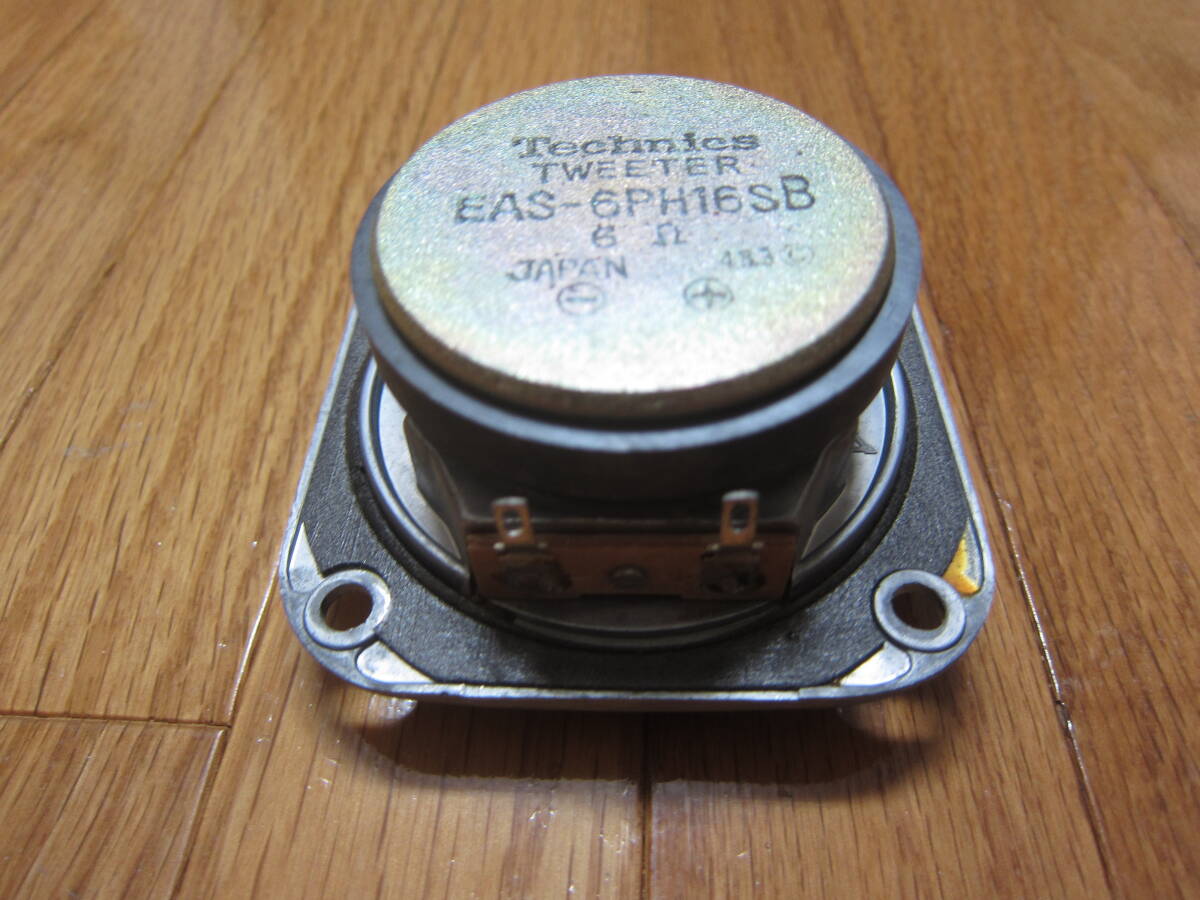 Technics
TWEETER
EAS-6PH16SB
6 Ω
JAPAN
⊖ ⊕